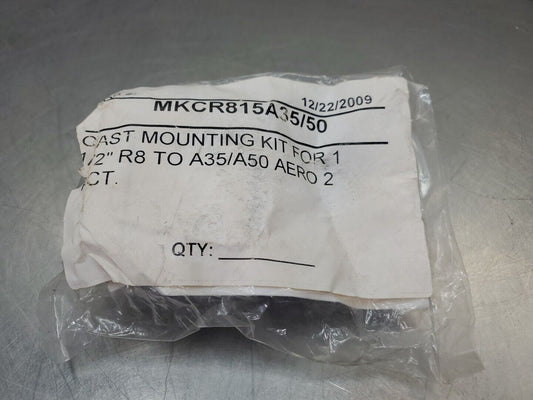 12/22/2009
MKCR815A35/50
CAST MOUNTING KIT FOR 1
1/2" R8 TO A35/A50 AERO 2
CT.
QTY: